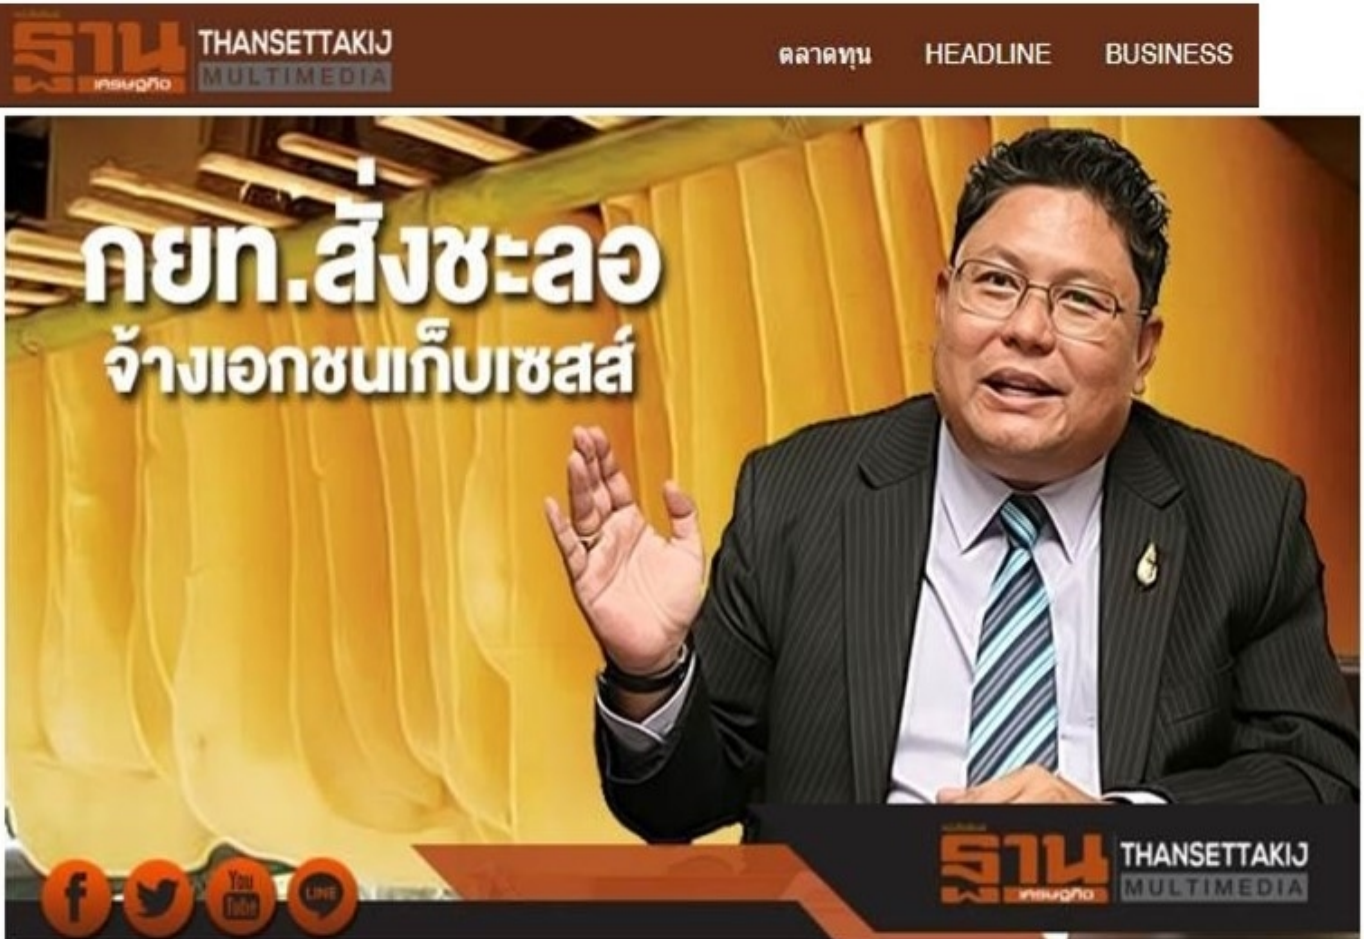 ฐาน
เศรษฐกิจ
THANSETTAKIJ
MULTIMEDIA
ตลาดทุน HEADLINE BUSINESS
กยท.สั่งชะลอ
จ้างเอกชนเก็บเซสส์
f You Tube LINE
ฐาน
เศรษฐกิจ
THANSETTAKIJ
MULTIMEDIA